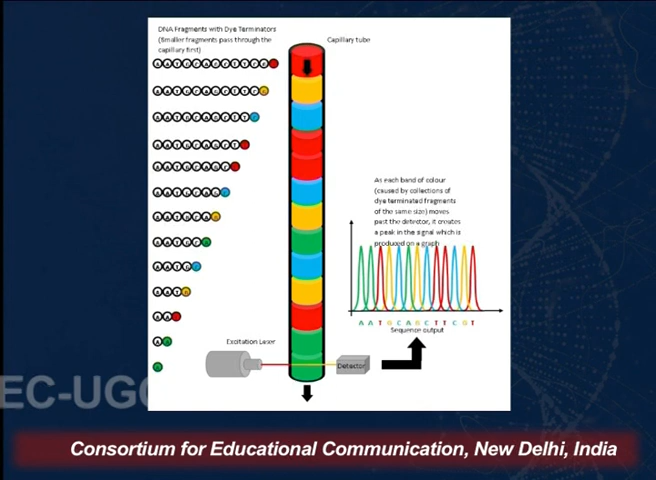 DNA Fragments with Dye Terminators
(Smaller fragments pass through the
capillary first)
Capillary tube
As each band of colour
(caused by collections of
dye terminated fragments
of the same size) moves
past the detector, it creates
a peak in the signal which is
produced on a graph
A A T G C A G C T T C G T
Sequence output
Excitation Laser
Detector
EC-UGC
Consortium for Educational Communication, New Delhi, India